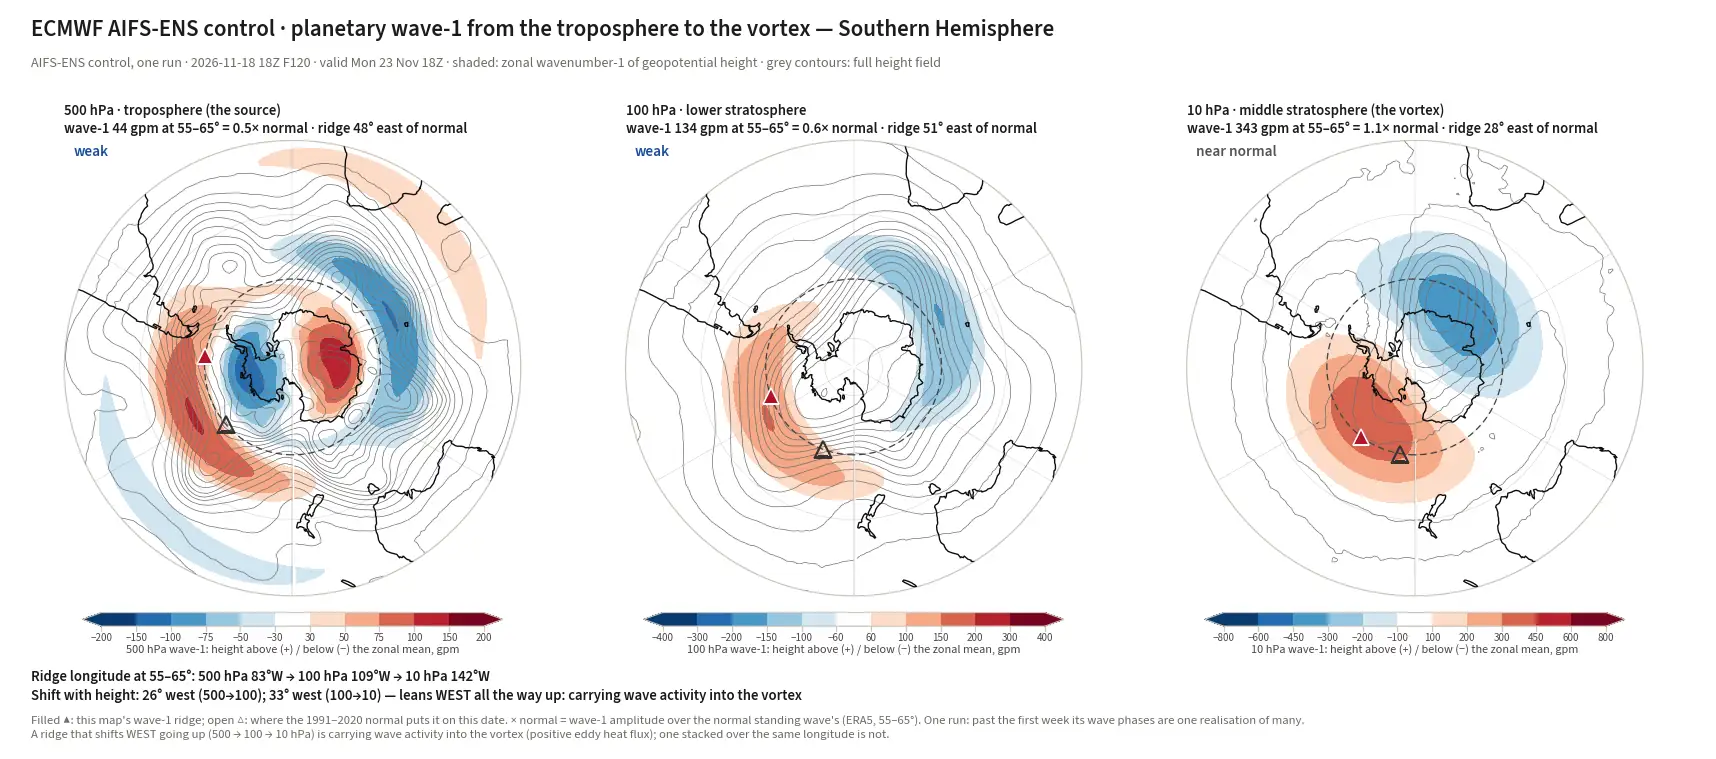 ECMWF AIFS-ENS control · planetary wave-1 from the troposphere to the vortex — Southern Hemisphere
AIFS-ENS control, one run · 2026-11-18 18Z F120 · valid Mon 23 Nov 18Z · shaded: zonal wavenumber-1 of geopotential height · grey contours: full height field
500 hPa · troposphere (the source)
wave-1 44 gpm at 55–65° = 0.5× normal · ridge 48° east of normal
weak
100 hPa · lower stratosphere
wave-1 134 gpm at 55–65° = 0.6× normal · ridge 51° east of normal
weak
10 hPa · middle stratosphere (the vortex)
wave-1 343 gpm at 55–65° = 1.1× normal · ridge 28° east of normal
near normal
−200 −150 −100 −75 −50 −30 30 50 75 100 150 200
500 hPa wave-1: height above (+) / below (−) the zonal mean, gpm
−400 −300 −200 −150 −100 −60 60 100 150 200 300 400
100 hPa wave-1: height above (+) / below (−) the zonal mean, gpm
−800 −600 −450 −300 −200 −100 100 200 300 450 600 800
10 hPa wave-1: height above (+) / below (−) the zonal mean, gpm
Ridge longitude at 55–65°: 500 hPa 83°W → 100 hPa 109°W → 10 hPa 142°W
Shift with height: 26° west (500→100); 33° west (100→10) — leans WEST all the way up: carrying wave activity into the vortex
Filled ▲: this map's wave-1 ridge; open △: where the 1991–2020 normal puts it on this date. × normal = wave-1 amplitude over the normal standing wave's (ERA5, 55–65°). One run: past the first week its wave phases are one realisation of many.
A ridge that shifts WEST going up (500 → 100 → 10 hPa) is carrying wave activity into the vortex (positive eddy heat flux); one stacked over the same longitude is not.